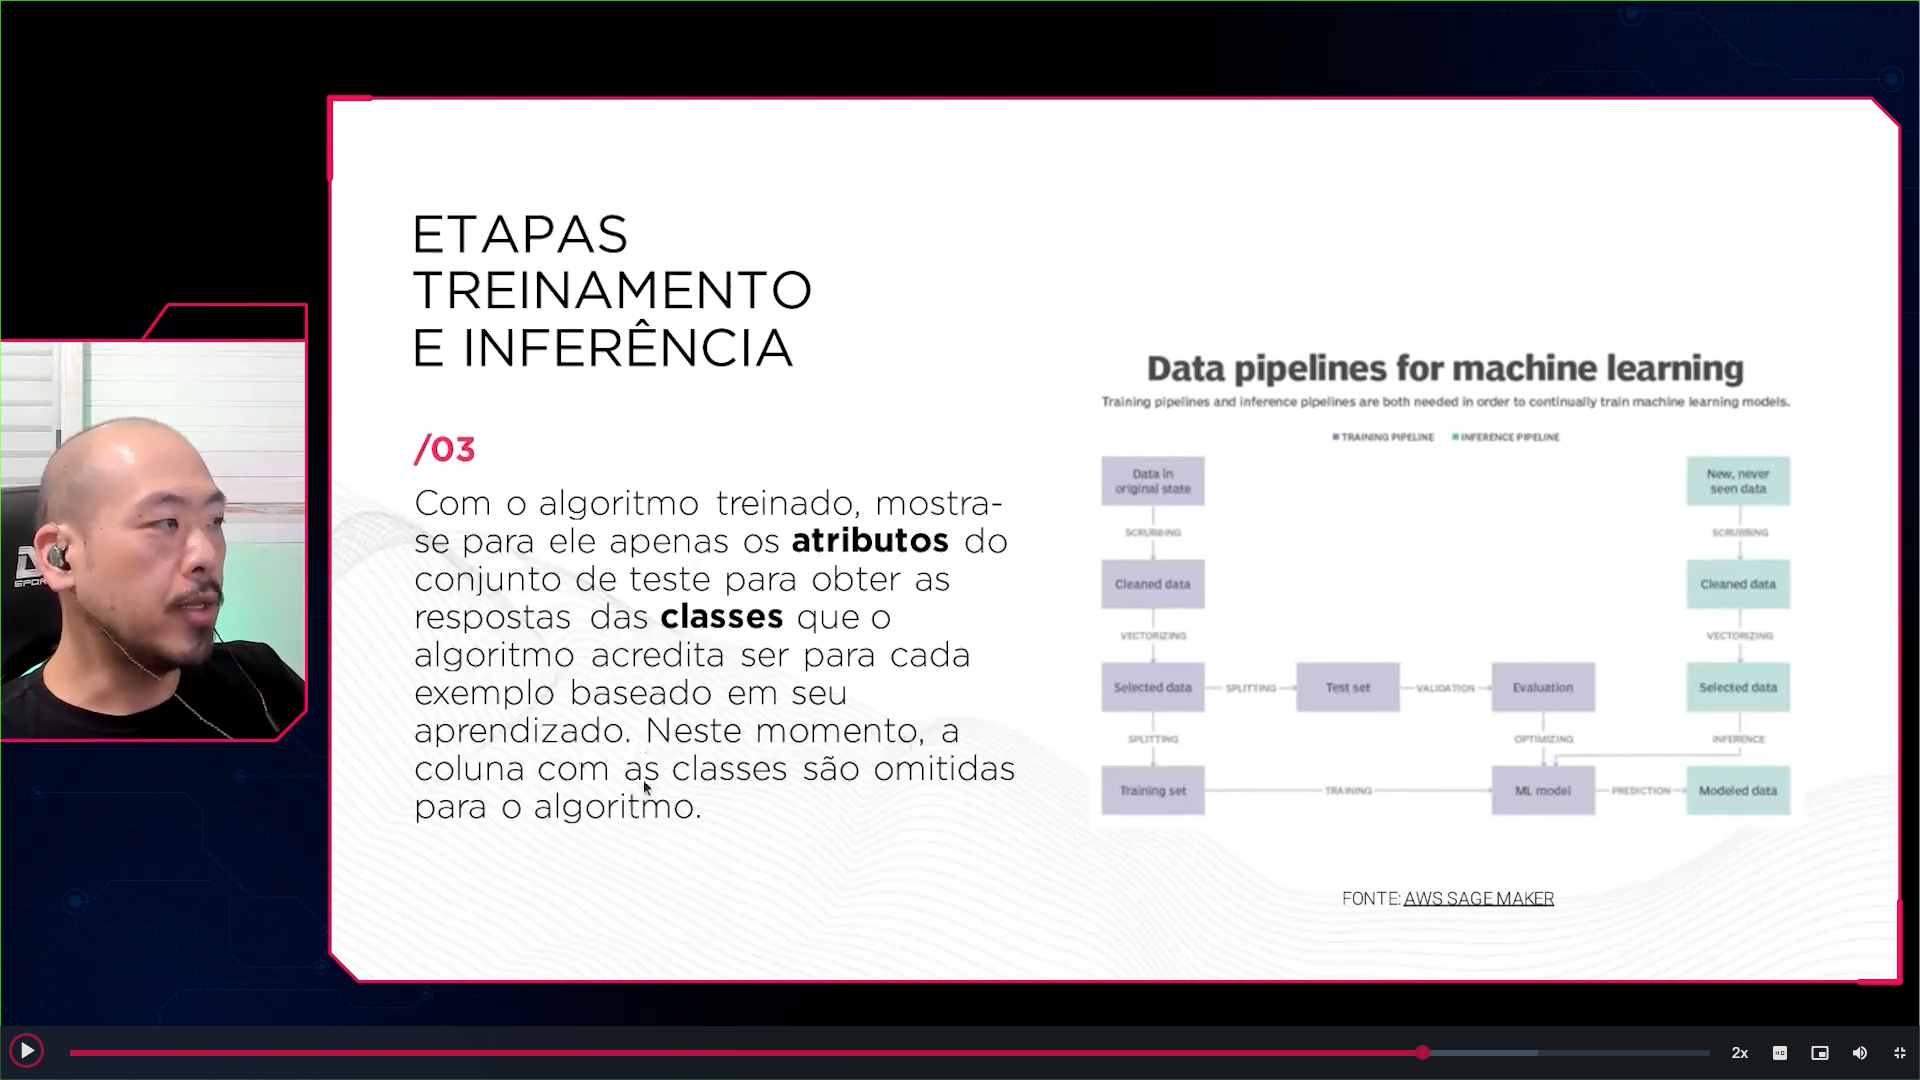 ETAPAS
TREINAMENTO
E INFERÊNCIA
/03
Com o algoritmo treinado, mostra-
se para ele apenas os atributos do
conjunto de teste para obter as
respostas das classes que o
algoritmo acredita ser para cada
exemplo baseado em seu
aprendizado. Neste momento, a
coluna com as classes são omitidas
para o algoritmo.
Data pipelines for machine learning
Training pipelines and inference pipelines are both needed in order to continually train machine learning models.
TRAINING PIPELINE INFERENCE PIPELINE
Data in
original state
New, never
seen data
SCRUBBING SCRUBBING
Cleaned data Cleaned data
VECTORIZING VECTORIZING
Selected data SPLITTING Test set VALIDATION Evaluation Selected data
SPLITTING OPTIMIZING INFERENCE
Training set TRAINING ML model PREDICTION Modeled data
FONTE: AWS SAGE MAKER
2x